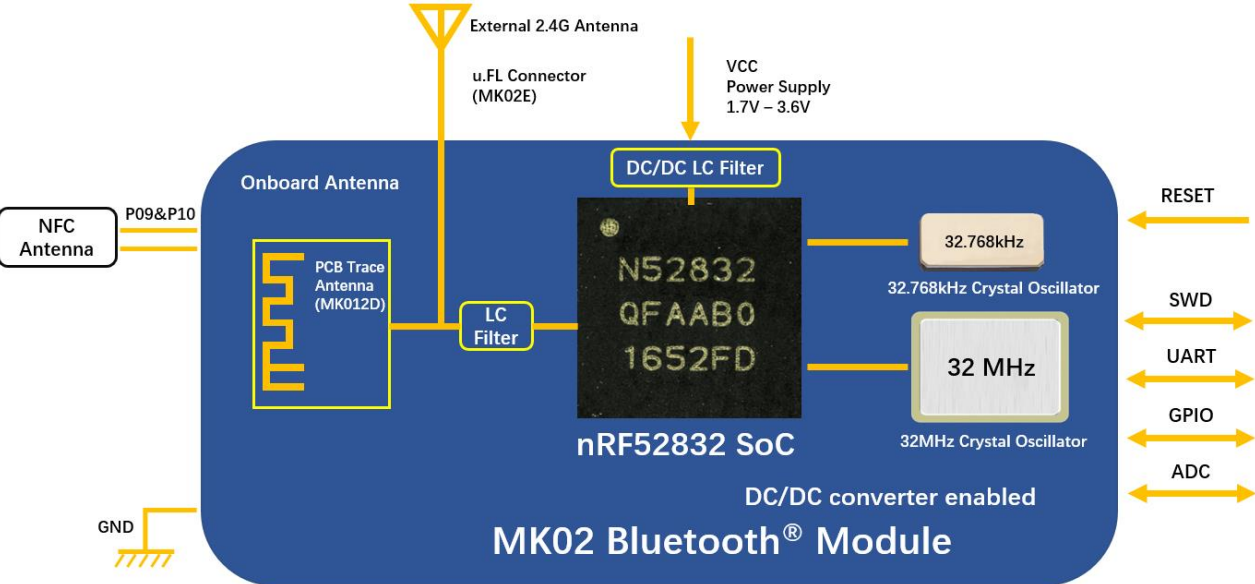 External 2.4G Antenna
u.FL Connector
(MK02E)
VCC
Power Supply
1.7V – 3.6V
Onboard Antenna
DC/DC LC Filter
NFC
Antenna
P09&P10
PCB Trace
Antenna
(MK012D)
LC
Filter
N52832
QFAAB0
1652FD
nRF52832 SoC
32.768kHz
32.768kHz Crystal Oscillator
32 MHz
32MHz Crystal Oscillator
RESET
SWD
UART
GPIO
ADC
GND
DC/DC converter enabled
MK02 Bluetooth® Module